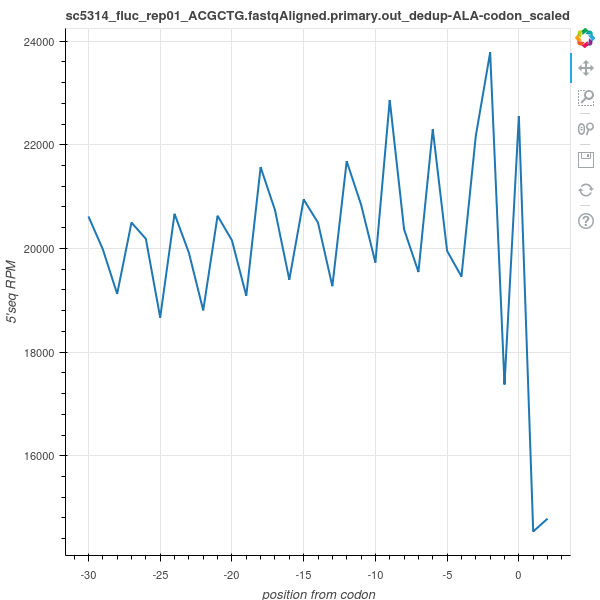 sc5314_fluc_rep01_ACGCTG.fastqAligned.primary.out_dedup-ALA-codon_scaled
24000
22000
20000
18000
16000
5'seq RPM
-30 -25 -20 -15 -10 -5 0
position from codon